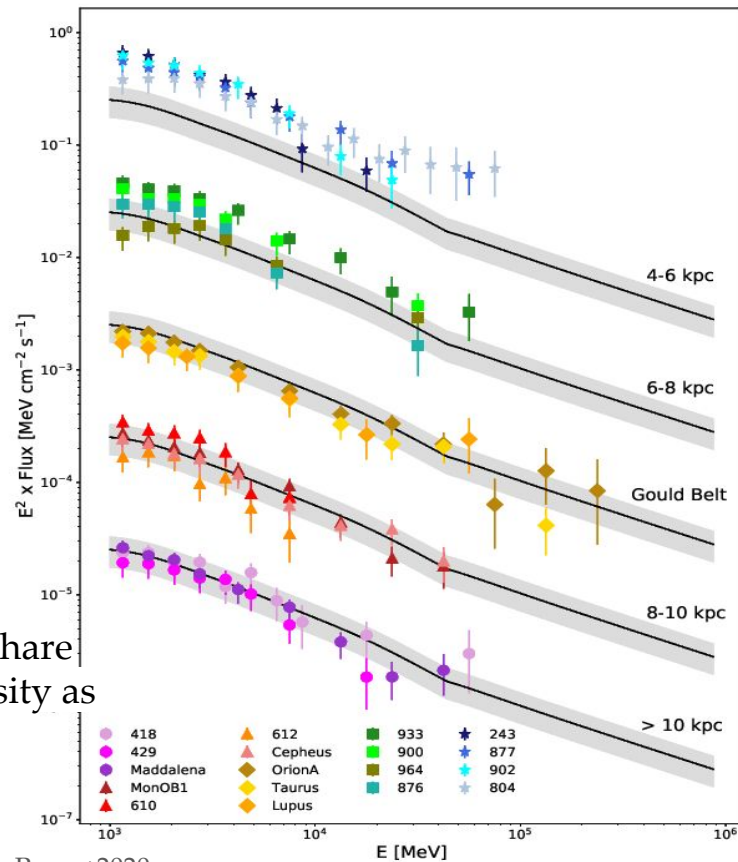 10⁰
10⁻¹
10⁻²
10⁻³
10⁻⁴
10⁻⁵
10⁻⁷
E² x Flux [MeV cm⁻² s⁻¹]
4-6 kpc
6-8 kpc
Gould Belt
8-10 kpc
> 10 kpc
hare
sity as
418
429
Maddalena
MonOB1
610
612
Cepheus
OrionA
Taurus
Lupus
933
900
964
876
243
877
902
804
10³
10⁴
10⁵
10⁶
E [MeV]